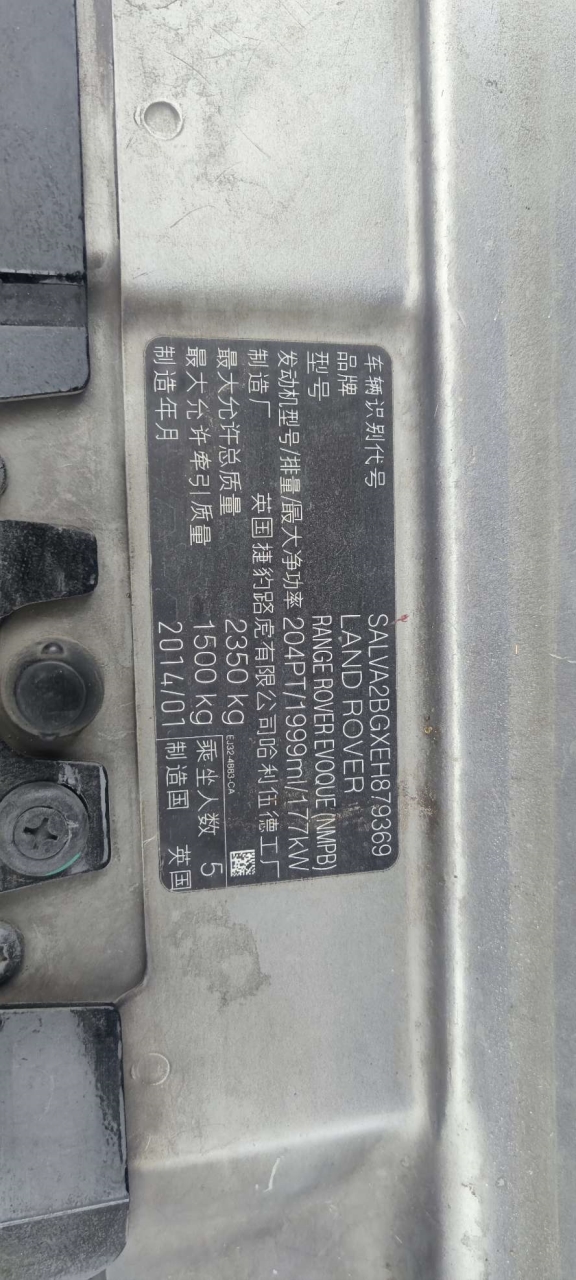 车辆识别代号 SALVA2BGXEH879369
品牌 LAND ROVER
型号 RANGE ROVER EVOQUE (NMPB)
发动机型号/排量/最大净功率 204PT/1999ml/177kW
制造厂 英国捷豹路虎有限公司哈利伍德工厂
最大允许总质量 2350 kg
EJ32-4883-CA
最大允许牵引质量 1500 kg 乘坐人数 5
制造年月 2014/01 制造国 英国